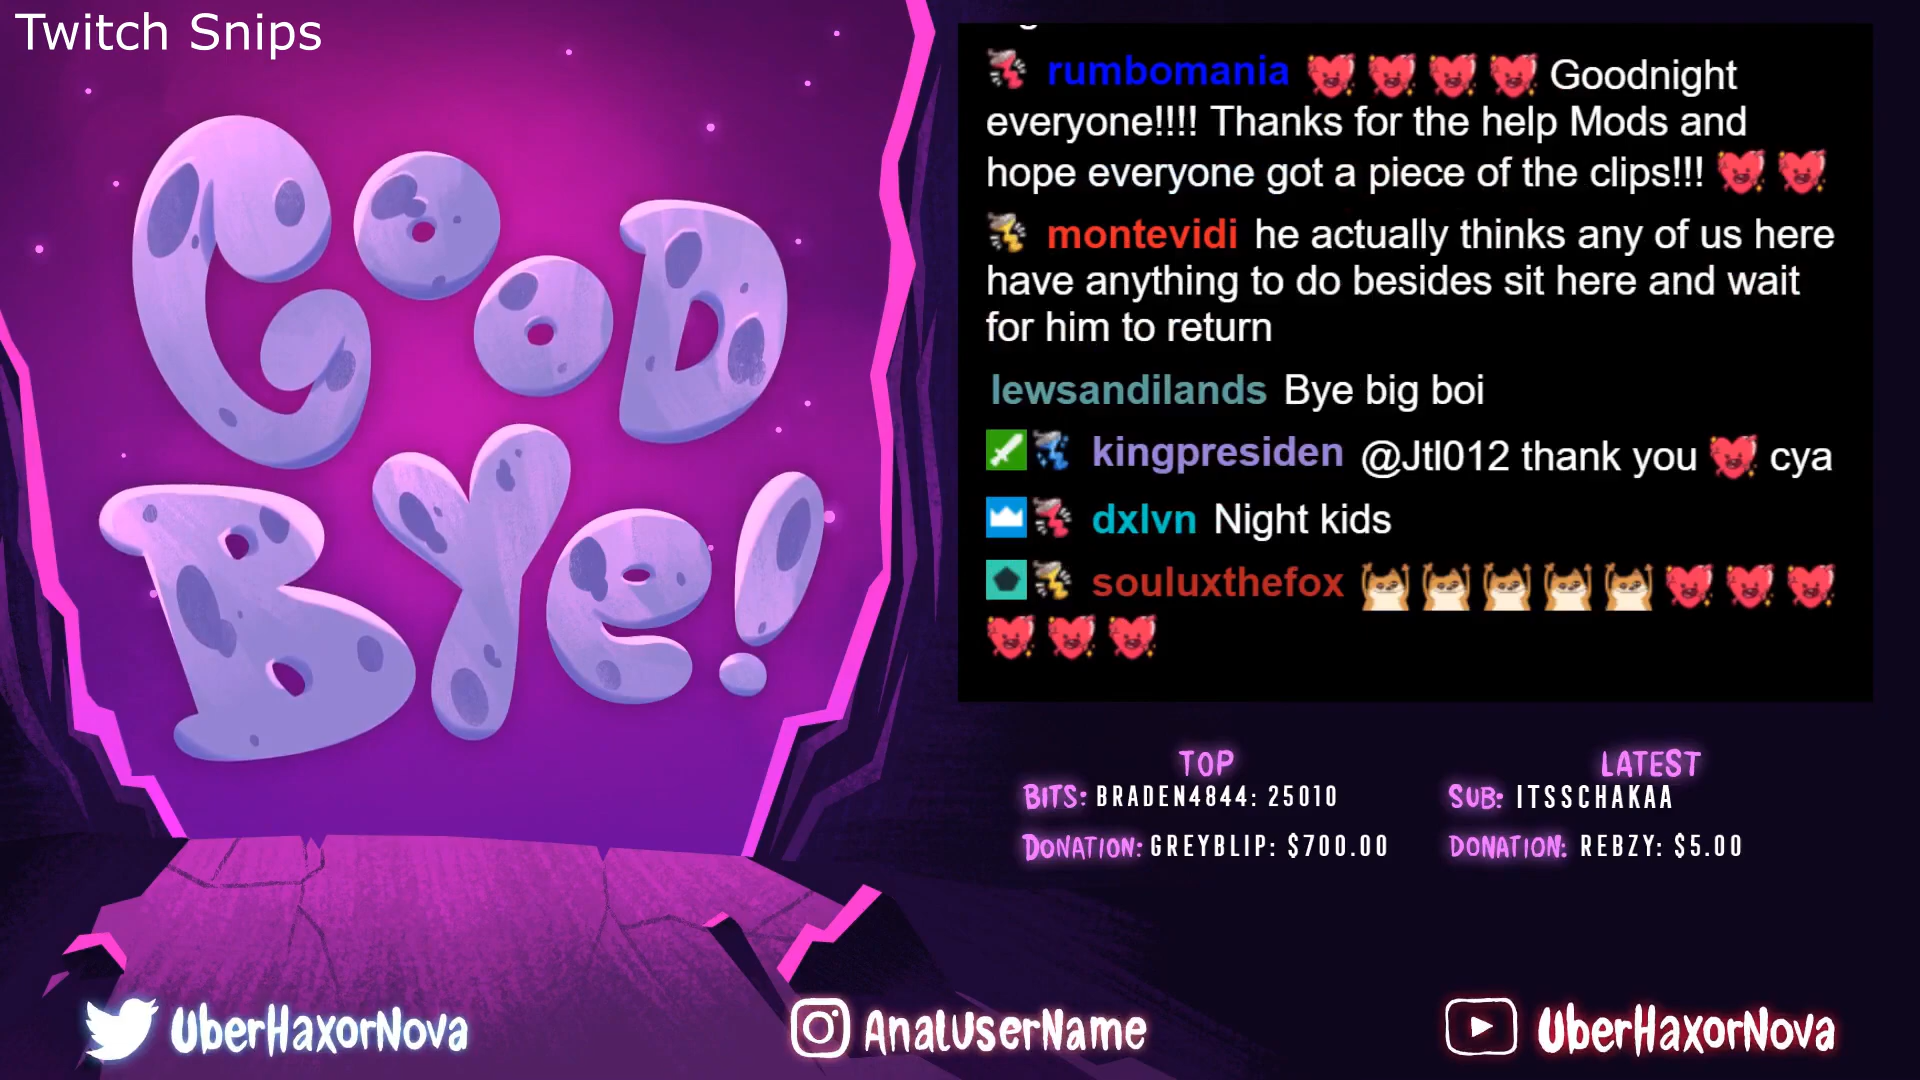 Twitch Snips
GOOD
BYE!
rumbomania Goodnight
everyone!!!! Thanks for the help Mods and
hope everyone got a piece of the clips!!!
montevidi he actually thinks any of us here
have anything to do besides sit here and wait
for him to return
lewsandilands Bye big boi
kingpresiden @Jtl012 thank you cya
dxlvn Night kids
souluxthefox
TOP
BITS: BRADEN4844: 25010
DONATION: GREYBLIP: $700.00
LATEST
SUB: ITSSCHAKAA
DONATION: REBZY: $5.00
UberHaxorNova
AnalUserName
UberHaxorNova